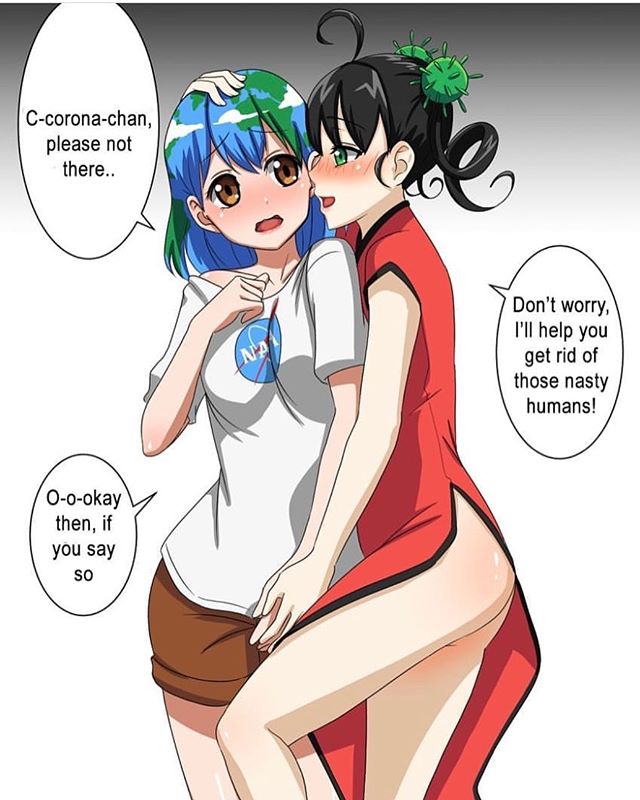 C-corona-chan,
please not
there..
Don't worry,
I'll help you
get rid of
those nasty
humans!
O-o-okay
then, if
you say
so